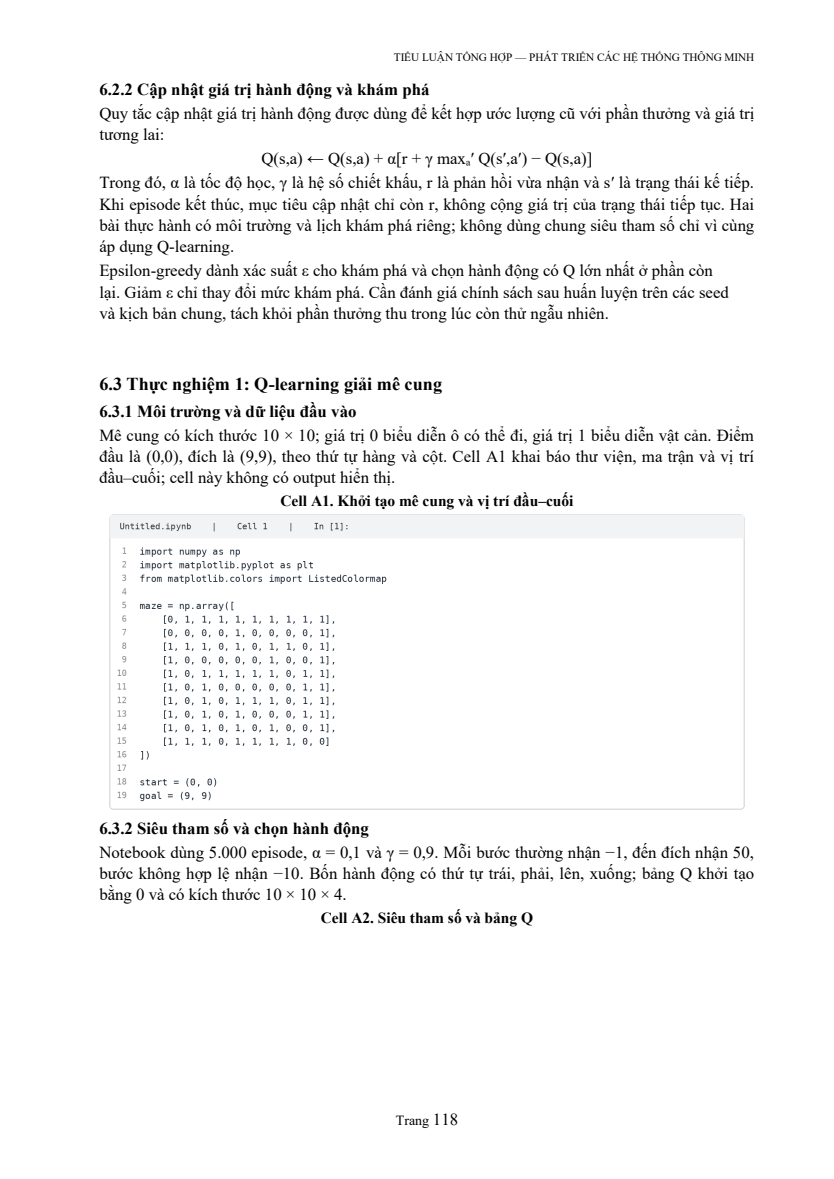 TIỂU LUẬN TỔNG HỢP — PHÁT TRIỂN CÁC HỆ THỐNG THÔNG MINH
6.2.2 Cập nhật giá trị hành động và khám phá
Quy tắc cập nhật giá trị hành động được dùng để kết hợp ước lượng cũ với phần thưởng và giá trị
tương lai:
Q(s,a) ← Q(s,a) + α[r + γ maxₐ′ Q(s′,a′) − Q(s,a)]
Trong đó, α là tốc độ học, γ là hệ số chiết khấu, r là phản hồi vừa nhận và s′ là trạng thái kế tiếp.
Khi episode kết thúc, mục tiêu cập nhật chỉ còn r, không cộng giá trị của trạng thái tiếp tục. Hai
bài thực hành có môi trường và lịch khám phá riêng; không dùng chung siêu tham số chỉ vì cùng
áp dụng Q-learning.
Epsilon-greedy dành xác suất ε cho khám phá và chọn hành động có Q lớn nhất ở phần còn
lại. Giảm ε chỉ thay đổi mức khám phá. Cần đánh giá chính sách sau huấn luyện trên các seed
và kịch bản chung, tách khỏi phần thưởng thu trong lúc còn thử ngẫu nhiên.
6.3 Thực nghiệm 1: Q-learning giải mê cung
6.3.1 Môi trường và dữ liệu đầu vào
Mê cung có kích thước 10 × 10; giá trị 0 biểu diễn ô có thể đi, giá trị 1 biểu diễn vật cản. Điểm
đầu là (0,0), đích là (9,9), theo thứ tự hàng và cột. Cell A1 khai báo thư viện, ma trận và vị trí
đầu–cuối; cell này không có output hiển thị.
Cell A1. Khởi tạo mê cung và vị trí đầu–cuối
Untitled.ipynb | Cell 1 | In [1]:
1 import numpy as np
2 import matplotlib.pyplot as plt
3 from matplotlib.colors import ListedColormap
4
5 maze = np.array([
6 [0, 1, 1, 1, 1, 1, 1, 1, 1, 1],
7 [0, 0, 0, 0, 1, 0, 0, 0, 0, 1],
8 [1, 1, 1, 0, 1, 0, 1, 1, 0, 1],
9 [1, 0, 0, 0, 0, 0, 1, 0, 0, 1],
10 [1, 0, 1, 1, 1, 1, 1, 0, 1, 1],
11 [1, 0, 1, 0, 0, 0, 0, 0, 1, 1],
12 [1, 0, 1, 0, 1, 1, 1, 0, 1, 1],
13 [1, 0, 1, 0, 1, 0, 0, 0, 1, 1],
14 [1, 0, 1, 0, 1, 0, 1, 0, 0, 1],
15 [1, 1, 1, 0, 1, 1, 1, 1, 0, 0]
16 ])
17
18 start = (0, 0)
19 goal = (9, 9)
6.3.2 Siêu tham số và chọn hành động
Notebook dùng 5.000 episode, α = 0,1 và γ = 0,9. Mỗi bước thường nhận −1, đến đích nhận 50,
bước không hợp lệ nhận −10. Bốn hành động có thứ tự trái, phải, lên, xuống; bảng Q khởi tạo
bằng 0 và có kích thước 10 × 10 × 4.
Cell A2. Siêu tham số và bảng Q
Trang 118